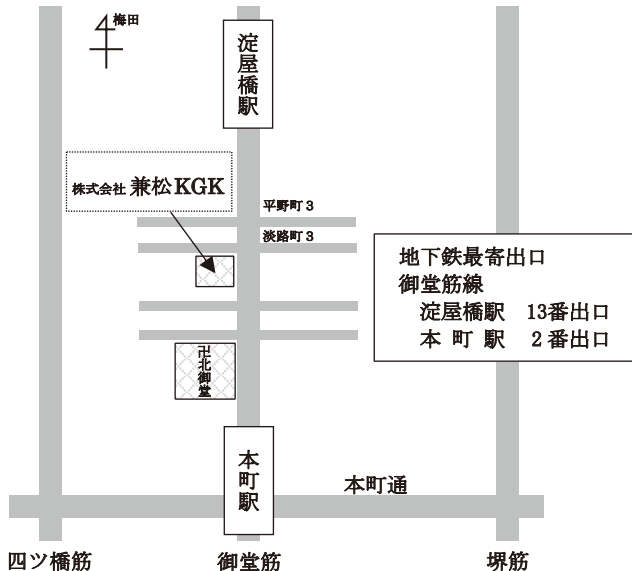 梅田
淀屋橋駅
株式会社 兼松KGK
平野町3
淡路町3
地下鉄最寄出口
御堂筋線
淀屋橋駅 13番出口
本 町 駅 2番出口
卍北御堂
本町駅
本町通
四ツ橋筋
御堂筋
堺筋